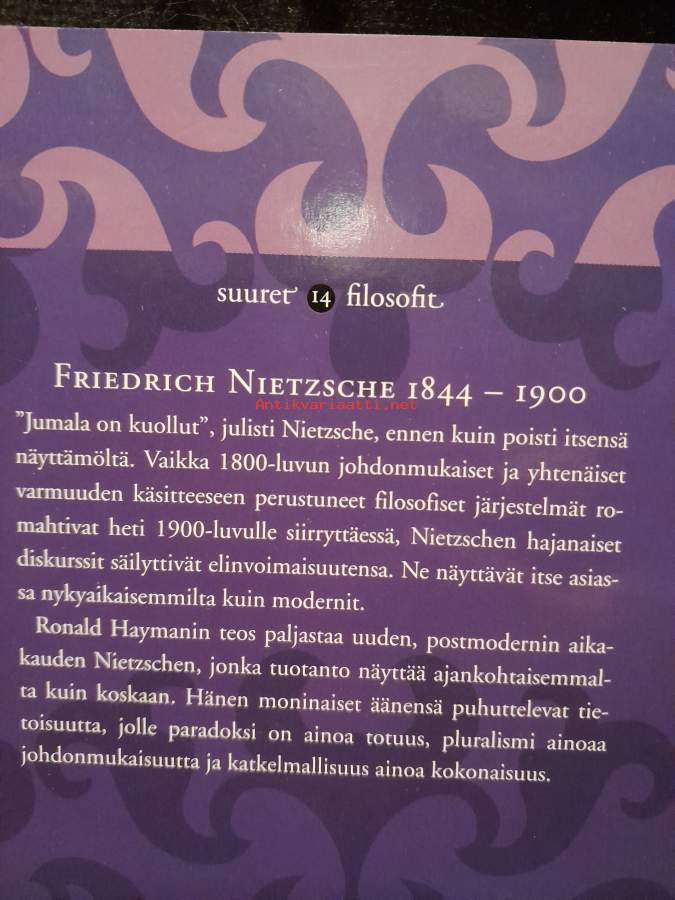 suuret 14 filosofit
FRIEDRICH NIETZSCHE 1844 – 1900
Antikvariaatti.net
”Jumala on kuollut”, julisti Nietzsche, ennen kuin poisti itsensä
näyttämöltä. Vaikka 1800-luvun johdonmukaiset ja yhtenäiset
varmuuden käsitteeseen perustuneet filosofiset järjestelmät ro-
mahtivat heti 1900-luvulle siirryttäessä, Nietzschen hajanaiset
diskurssit säilyttivät elinvoimaisuutensa. Ne näyttävät itse asias-
sa nykyaikaisemmilta kuin modernit.
Ronald Haymanin teos paljastaa uuden, postmodernin aika-
kauden Nietzschen, jonka tuotanto näyttää ajankohtaisemmal-
ta kuin koskaan. Hänen moninaiset äänensä puhuttelevat tie-
toisuutta, jolle paradoksi on ainoa totuus, pluralismi ainoaa
johdonmukaisuutta ja katkelmallisuus ainoa kokonaisuus.